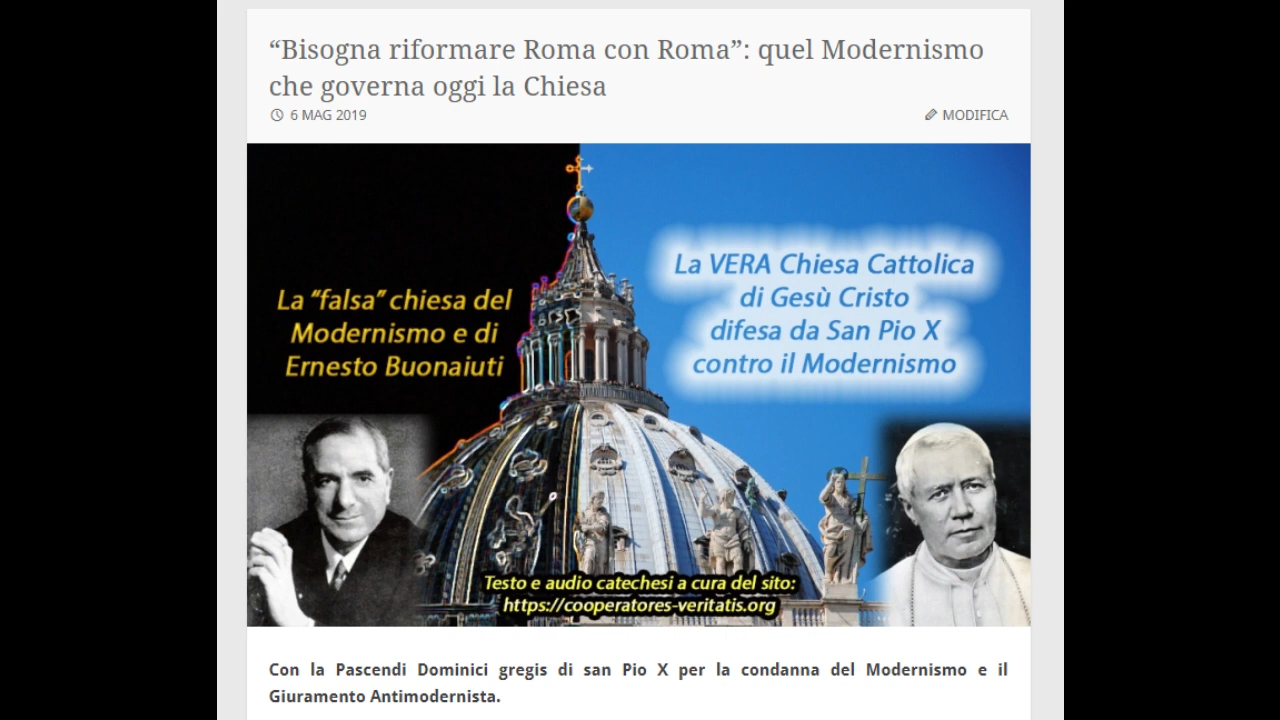 “Bisogna riformare Roma con Roma”: quel Modernismo
che governa oggi la Chiesa
6 MAG 2019
MODIFICA
La “falsa” chiesa del
Modernismo e di
Ernesto Buonaiuti
La VERA Chiesa Cattolica
di Gesù Cristo
difesa da San Pio X
contro il Modernismo
Testo e audio catechesi a cura del sito:
https://cooperatores-veritatis.org
Con la Pascendi Dominici gregis di san Pio X per la condanna del Modernismo e il
Giuramento Antimodernista.